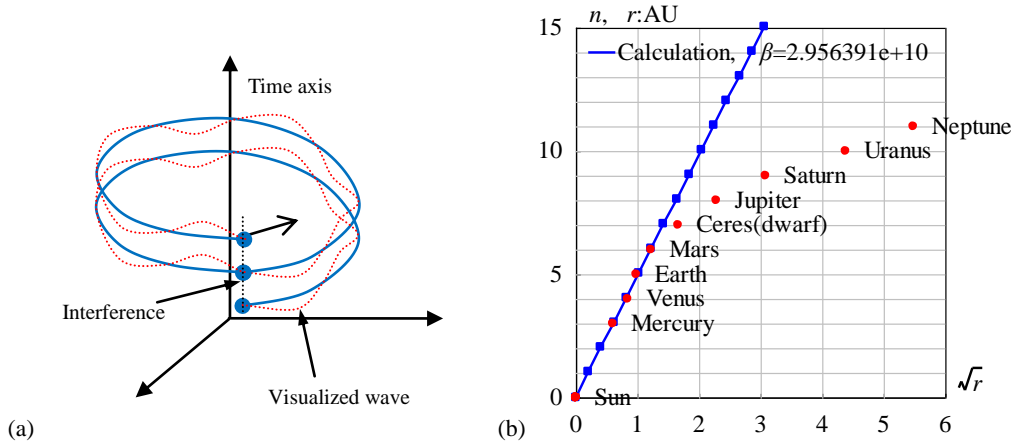 Time axis
Interference
Visualized wave
(a)
n, r:AU
15
Calculation, β=2.956391e+10
Neptune
10
Uranus
Saturn
Jupiter
Ceres(dwarf)
Mars
5
Earth
Venus
Mercury
0
Sun
√r
0 1 2 3 4 5 6
(b)